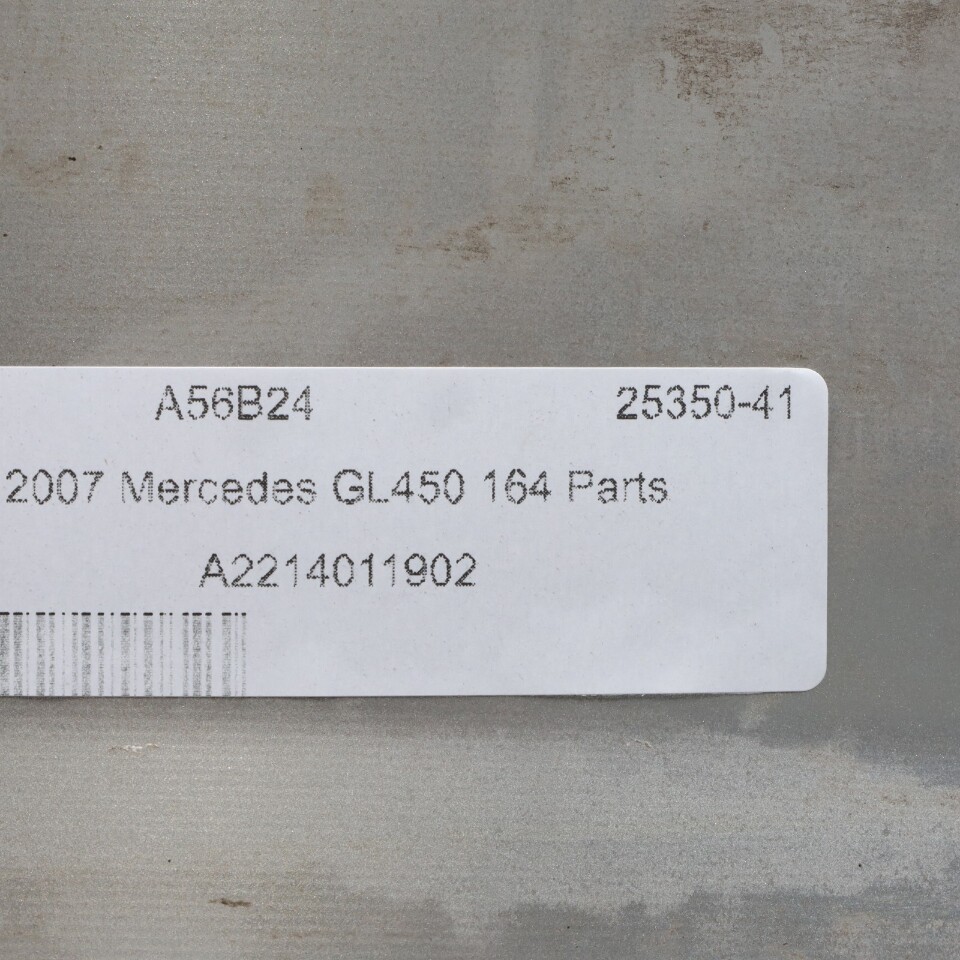 A56B24 25350-41
2007 Mercedes GL450 164 Parts
A2214011902